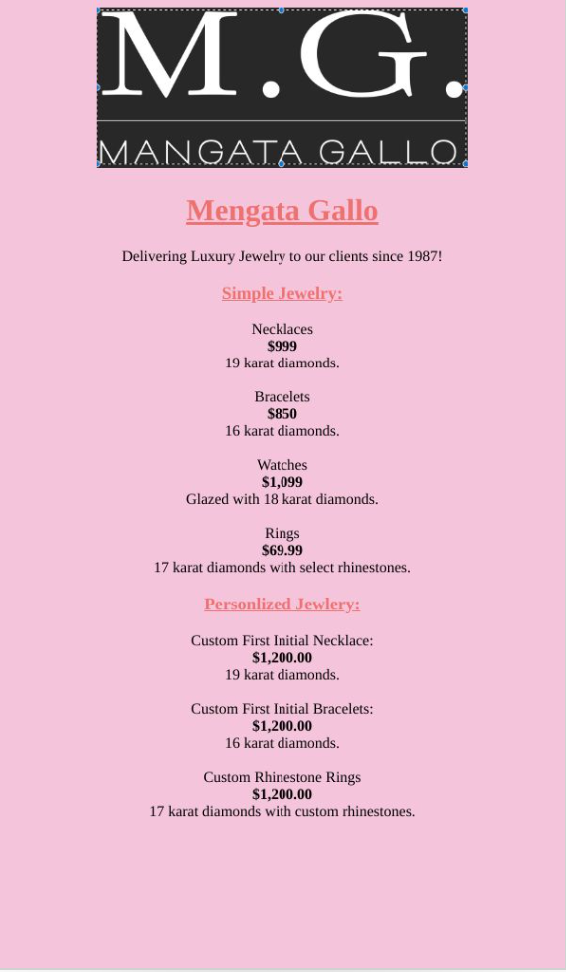 M.G.
MANGATA GALLO
Mengata Gallo
Delivering Luxury Jewelry to our clients since 1987!
Simple Jewelry:
Necklaces
$999
19 karat diamonds.
Bracelets
$850
16 karat diamonds.
Watches
$1,099
Glazed with 18 karat diamonds.
Rings
$69.99
17 karat diamonds with select rhinestones.
Personlized Jewlery:
Custom First Initial Necklace:
$1,200.00
19 karat diamonds.
Custom First Initial Bracelets:
$1,200.00
16 karat diamonds.
Custom Rhinestone Rings
$1,200.00
17 karat diamonds with custom rhinestones.